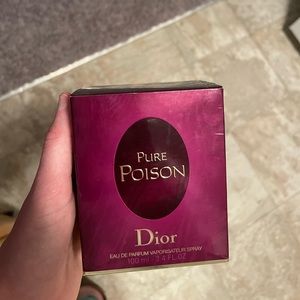 PURE
POISON
Dior
EAU DE PARFUM VAPORISATEUR SPRAY
100 ml - 3.4 FL.OZ